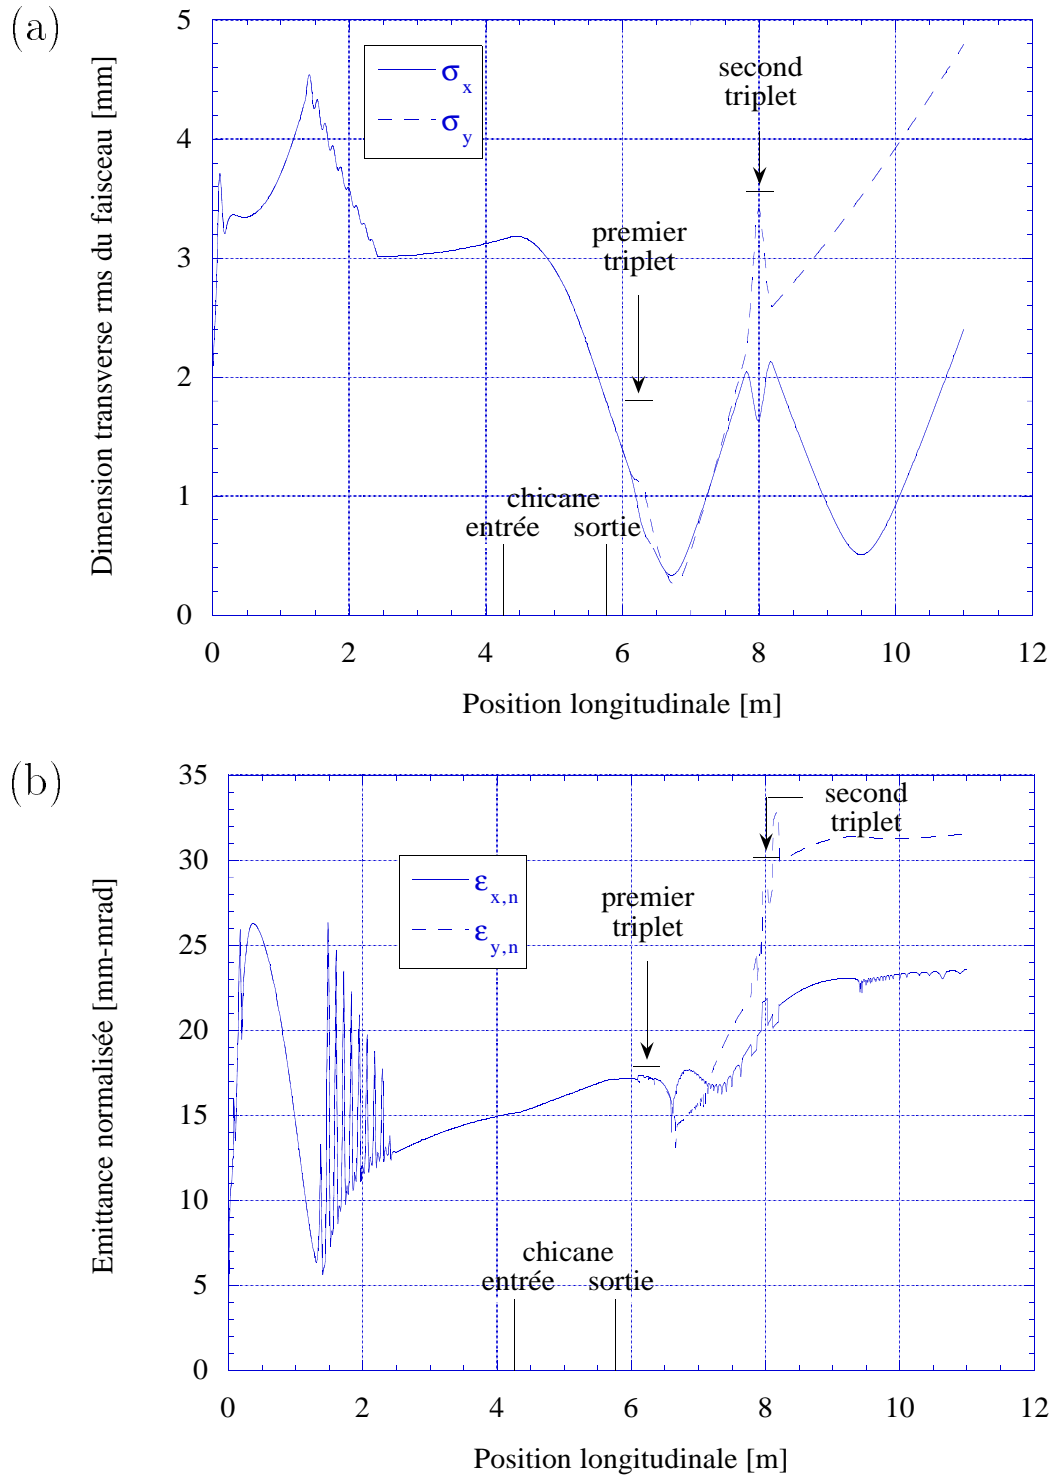 (a)
Dimension transverse rms du faisceau [mm]
5
4
3
2
1
0
σx
σy
second
triplet
premier
triplet
chicane
entrée sortie
0 2 4 6 8 10 12
Position longitudinale [m]
(b)
Emittance normalisée [mm-mrad]
35
30
25
20
15
10
5
0
εx,n
εy,n
second
triplet
premier
triplet
chicane
entrée sortie
0 2 4 6 8 10 12
Position longitudinale [m]